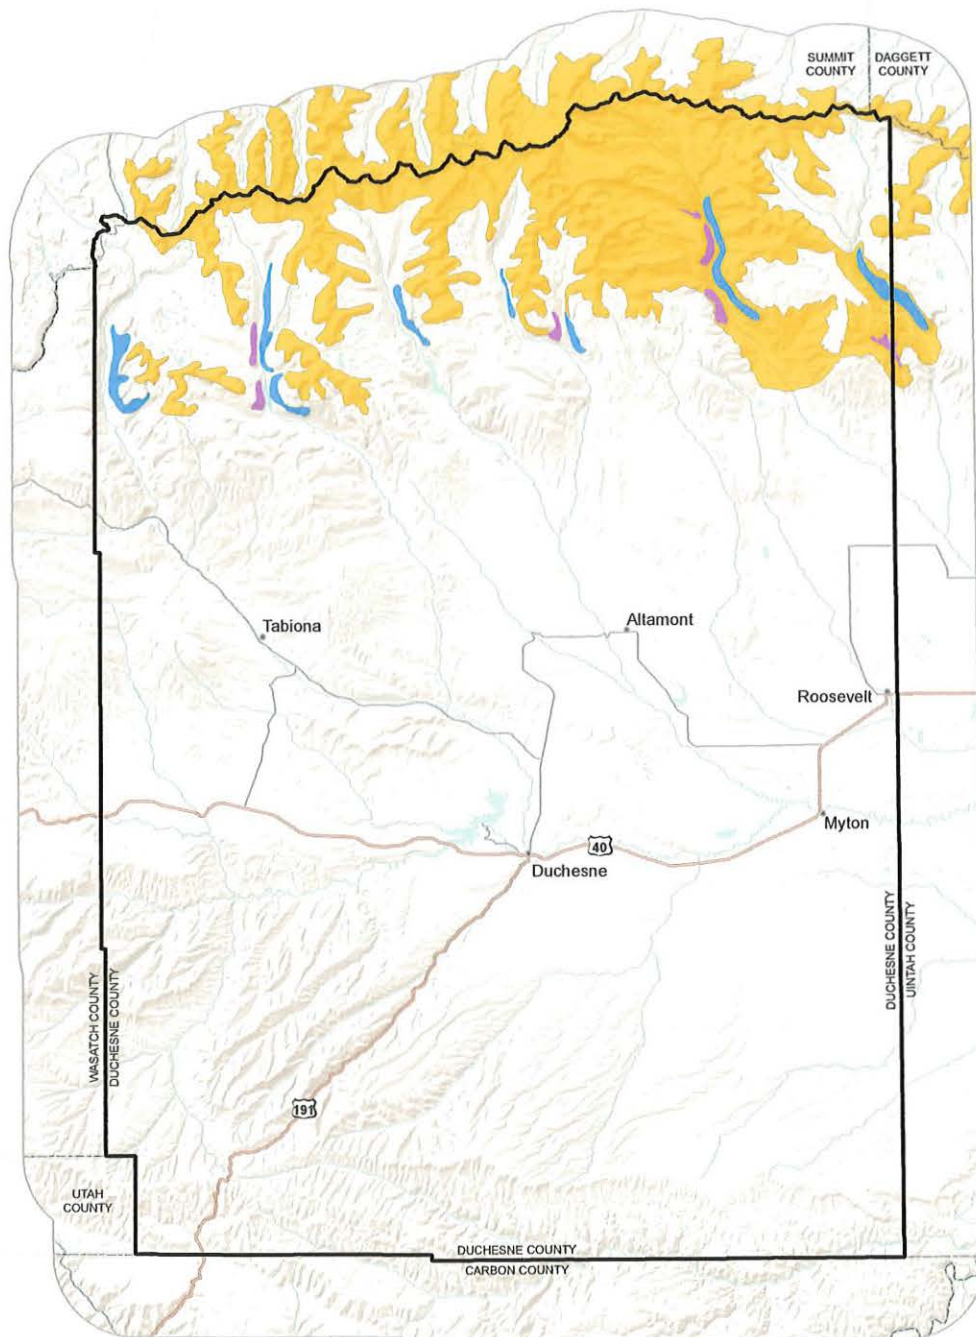 SUMMIT
COUNTY
DAGGETT
COUNTY
Tabiona
Altamont
Roosevelt
Myton
40
Duchesne
WASATCH COUNTY
DUCHESNE COUNTY
DUCHESNE COUNTY
UINTAH COUNTY
191
UTAH
COUNTY
DUCHESNE COUNTY
CARBON COUNTY